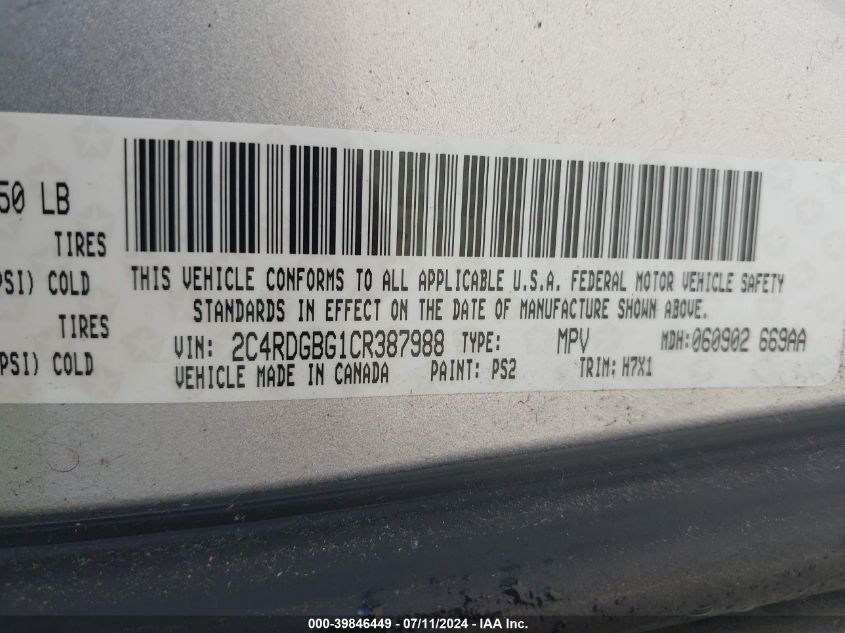 50 LB
TIRES
PSI) COLD
TIRES
PSI) COLD
THIS VEHICLE CONFORMS TO ALL APPLICABLE U.S.A. FEDERAL MOTOR VEHICLE SAFETY
STANDARDS IN EFFECT ON THE DATE OF MANUFACTURE SHOWN ABOVE.
VIN: 2C4RDGBG1CR387988 TYPE: MPV MDH:060902 669AA
VEHICLE MADE IN CANADA PAINT: PS2 TRIM: H7X1
000-39846449 - 07/11/2024 - IAA Inc.